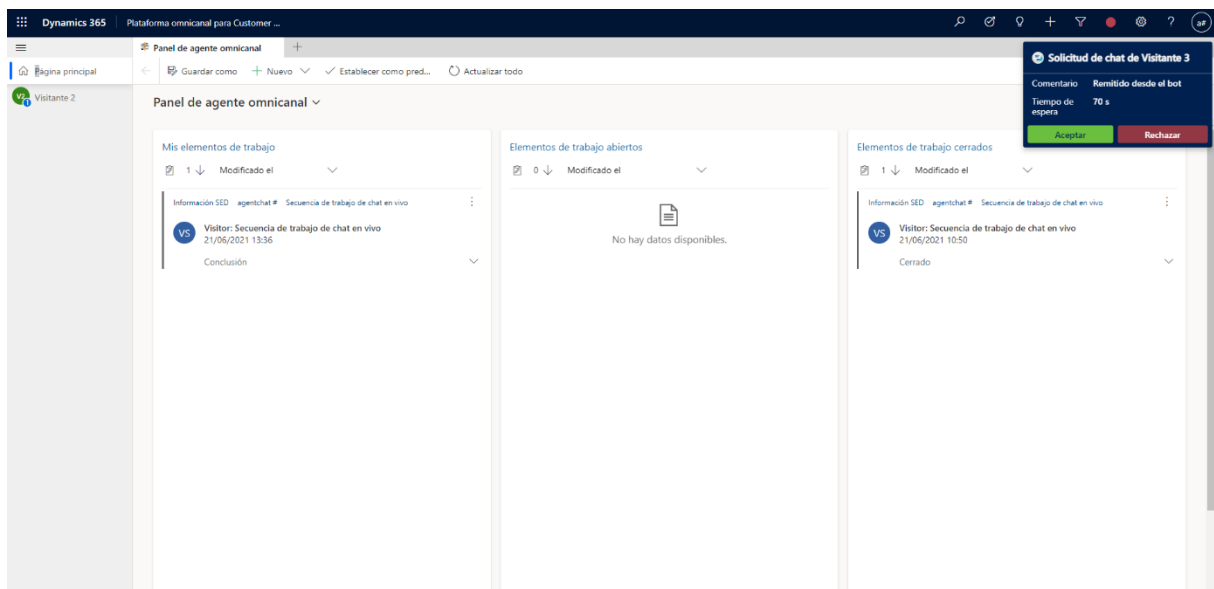 Dynamics 365 Plataforma omnicanal para Customer ...
a#
Panel de agente omnicanal
Página principal
Guardar como Nuevo Establecer como pred... Actualizar todo
V2 Visitante 2
1
Panel de agente omnicanal
Solicitud de chat de Visitante 3
Comentario Remitido desde el bot
Tiempo de espera 70 s
Aceptar Rechazar
Mis elementos de trabajo
1 Modificado el
Información SED agentchat # Secuencia de trabajo de chat en vivo
VS Visitor: Secuencia de trabajo de chat en vivo
21/06/2021 13:36
Conclusión
Elementos de trabajo abiertos
0 Modificado el
No hay datos disponibles.
Elementos de trabajo cerrados
1 Modificado el
Información SED agentchat # Secuencia de trabajo de chat en vivo
VS Visitor: Secuencia de trabajo de chat en vivo
21/06/2021 10:50
Cerrado